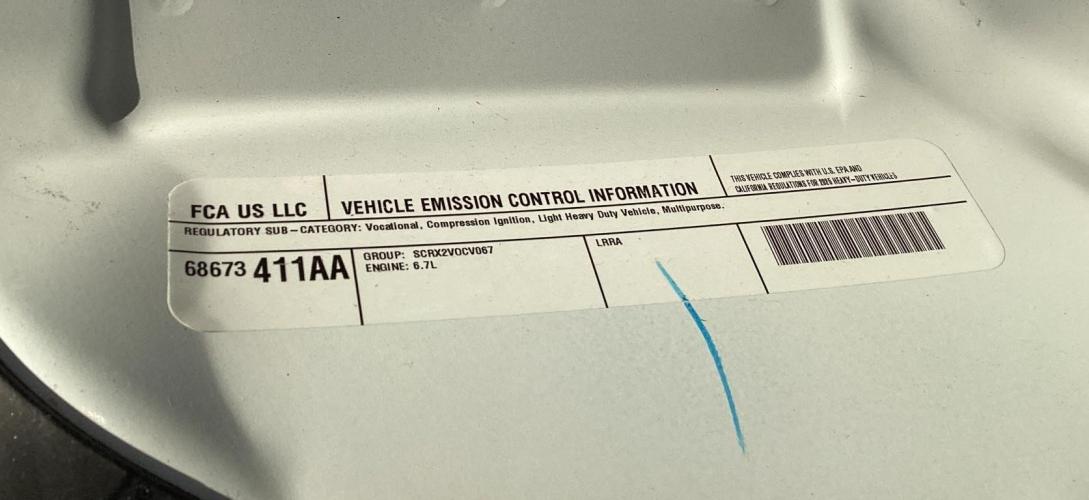 FCA US LLC
VEHICLE EMISSION CONTROL INFORMATION
THIS VEHICLE COMPLIES WITH U.S. EPA AND
CALIFORNIA REGULATIONS FOR 2025 HEAVY-DUTY VEHICLES
REGULATORY SUB-CATEGORY: Vocational, Compression Ignition, Light Heavy Duty Vehicle, Multipurpose.
68673 411AA
GROUP: SCRX2VOCV067
ENGINE: 6.7L
LRRA